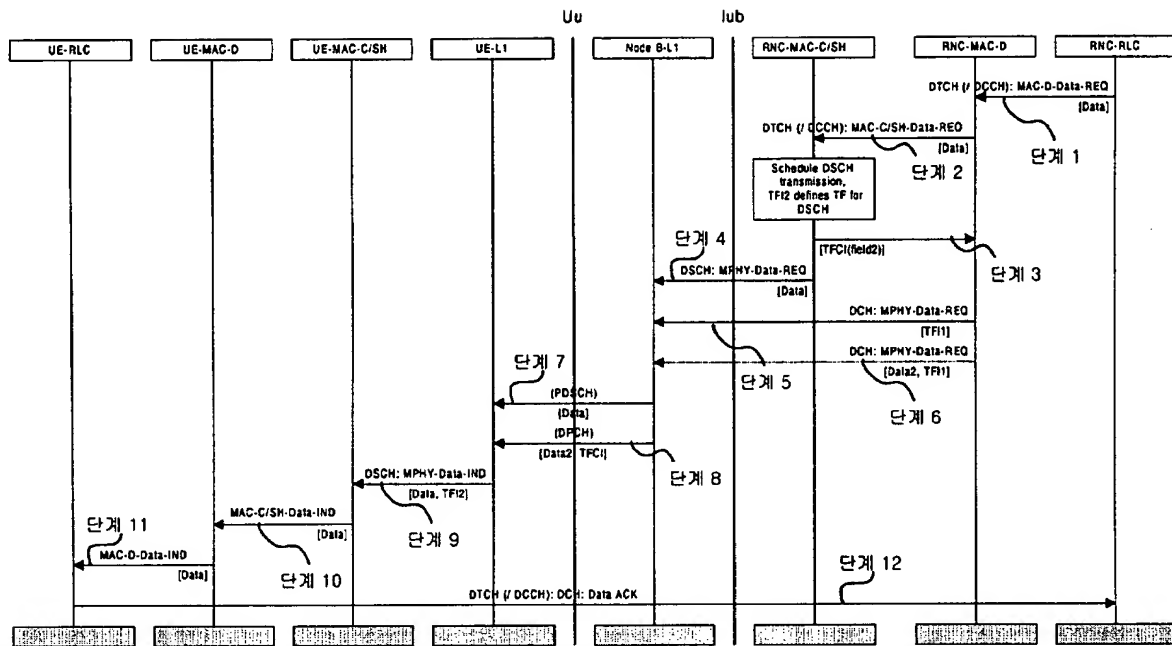 Uu
Iub
UE-RLC
UE-MAC-D
UE-MAC-C/SH
UE-L1
Node B-L1
RNC-MAC-C/SH
RNC-MAC-D
RNC-RLC
DTCH (/ DCCH): MAC-D-Data-REQ
[Data]
단계 1
DTCH (/ DCCH): MAC-C/SH-Data-REQ
[Data]
단계 2
Schedule DSCH
transmission,
TFI2 defines TF for
DSCH
[TFCI(field2)]
단계 3
단계 4
DSCH: MPHY-Data-REQ
[Data]
DCH: MPHY-Data-REQ
[TFI1]
단계 5
DCH: MPHY-Data-REQ
[Data2, TFI1]
단계 6
단계 7
(PDSCH)
[Data]
(DPCH)
[Data2, TFCI]
단계 8
DSCH: MPHY-Data-IND
[Data, TFI2]
단계 9
MAC-C/SH-Data-IND
[Data]
단계 10
단계 11
MAC-D-Data-IND
[Data]
단계 12
DTCH (/ DCCH): DCH: Data ACK